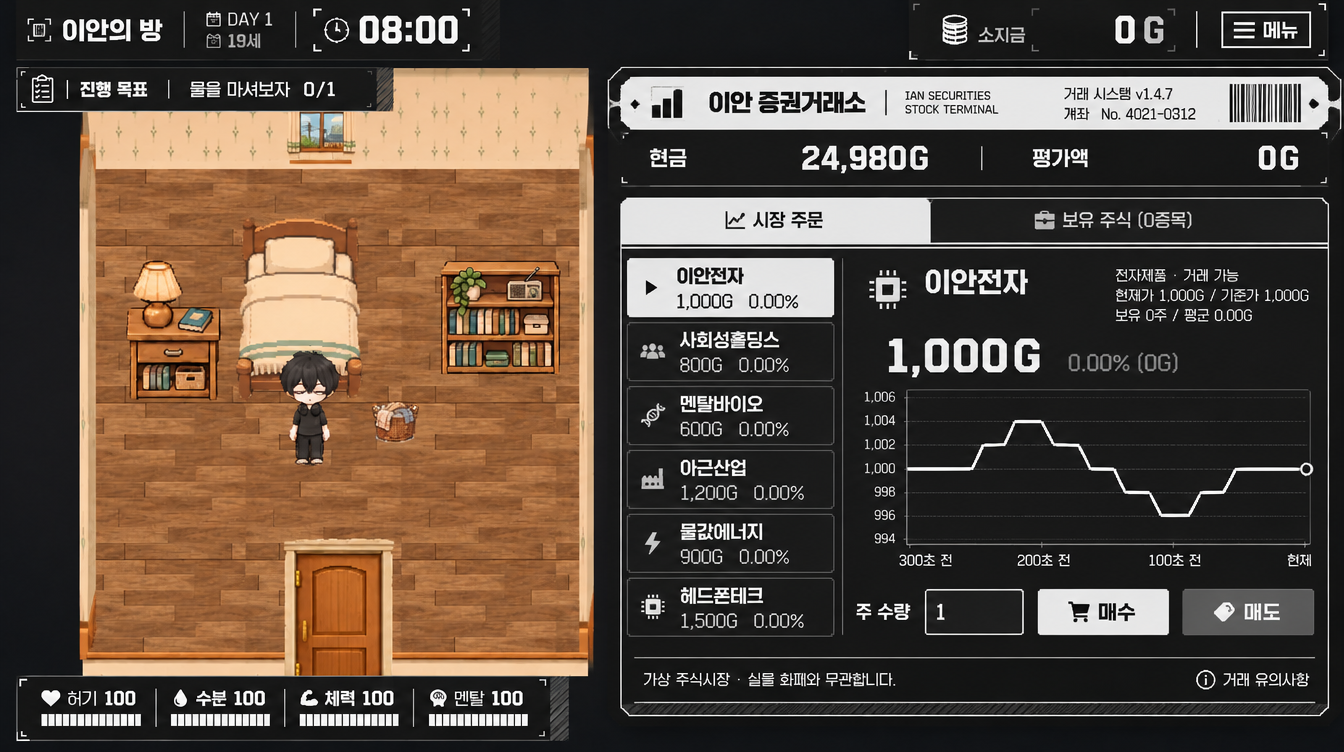 이안의 방
DAY 1
19세
08:00
소지금
0 G
메뉴
진행 목표
물을 마셔보자 0/1
이안 증권거래소
IAN SECURITIES
STOCK TERMINAL
거래 시스템 v1.4.7
계좌 No. 4021-0312
현금
24,980G
평가액
0G
시장 주문
보유 주식 (0종목)
이안전자
1,000G 0.00%
사회성홀딩스
800G 0.00%
멘탈바이오
600G 0.00%
야근산업
1,200G 0.00%
물값에너지
900G 0.00%
헤드폰테크
1,500G 0.00%
이안전자
전자제품 · 거래 가능
현재가 1,000G / 기준가 1,000G
보유 0주 / 평균 0.00G
1,000G
0.00% (0G)
1,006
1,004
1,002
1,000
998
996
994
300초 전
200초 전
100초 전
현재
주 수량
1
매수
매도
가상 주식시장 · 실물 화폐와 무관합니다.
거래 유의사항
허기 100
수분 100
체력 100
멘탈 100